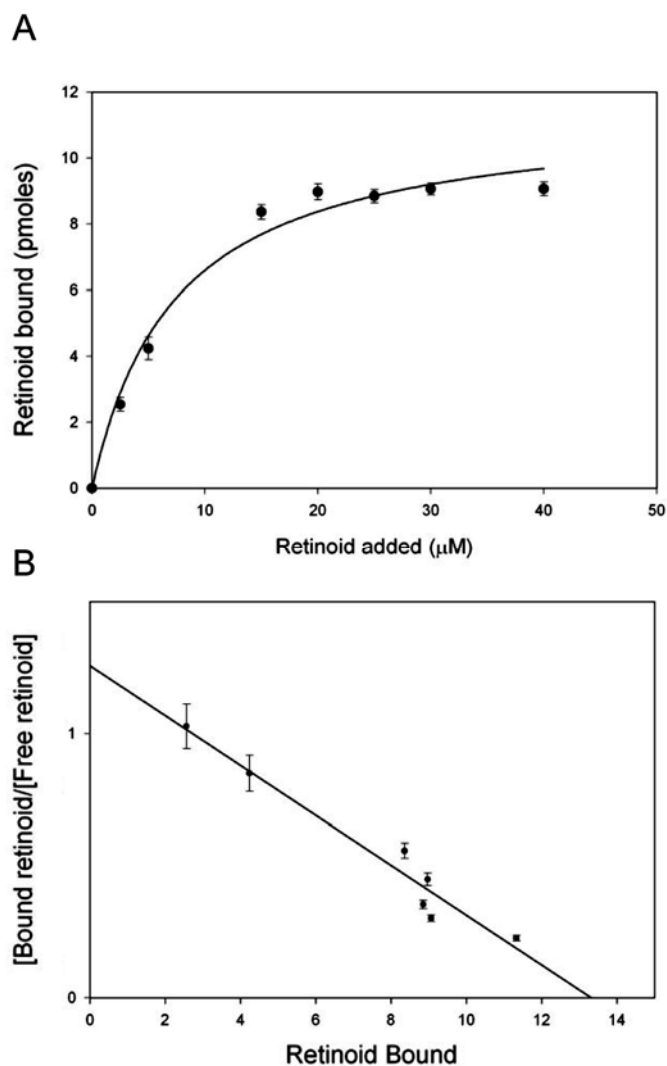 A
12
10
8
6
4
2
0
Retinoid bound (pmoles)
0 10 20 30 40 50
Retinoid added (μM)
B
1
0
[Bound retinoid/[Free retinoid]
0 2 4 6 8 10 12 14
Retinoid Bound